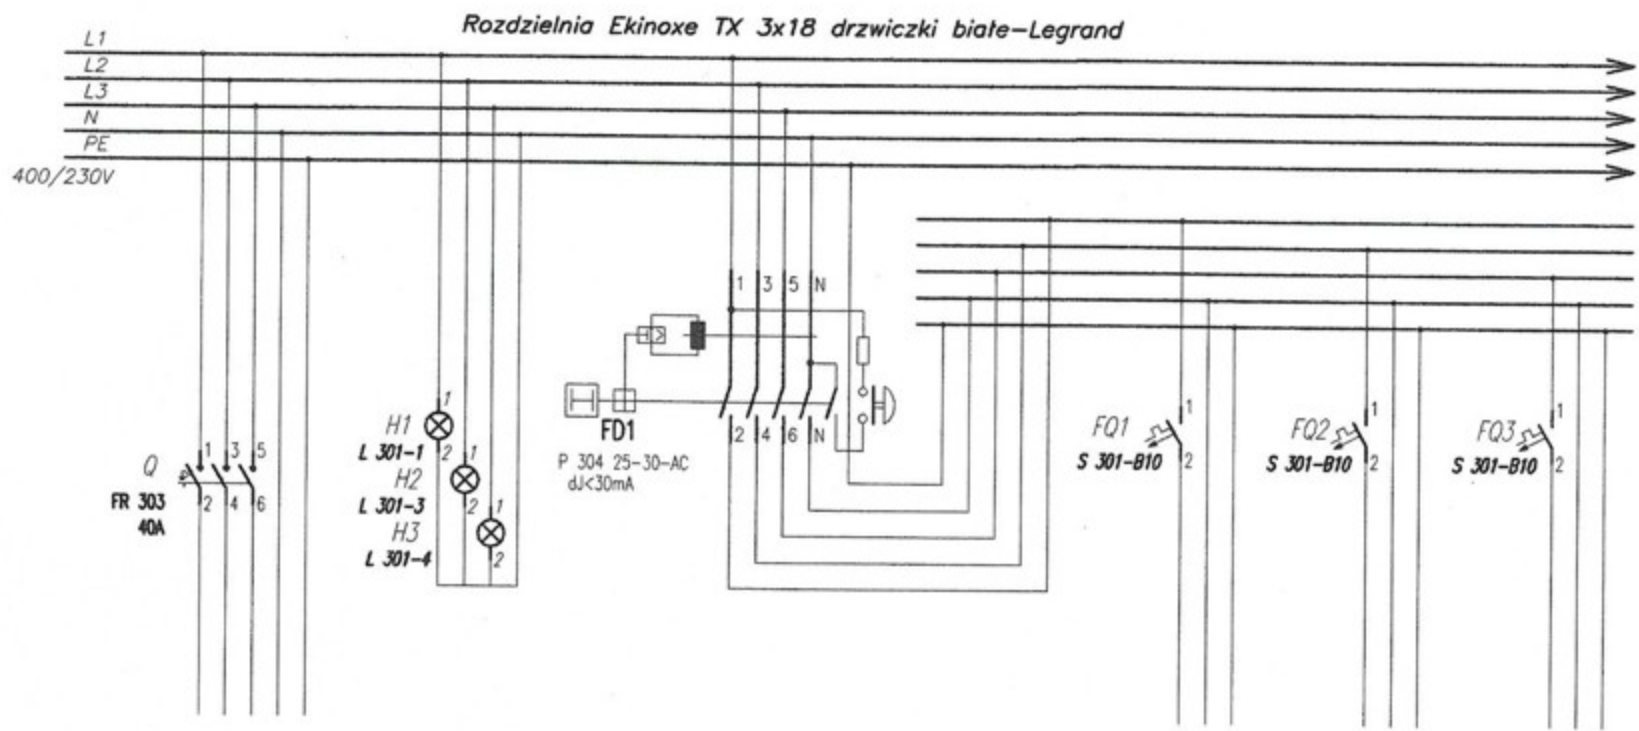 Rozdzielnia Ekinoxe TX 3x18 drzwiczki białe-Legrand
L1
L2
L3
N
PE
400/230V
1 3 5 N
2 4 6 N
FD1
P 304 25-30-AC
dJ<30mA
Q
FR 303
40A
1 3 5
2 4 6
H1
L 301-1
1
2
H2
L 301-3
1
2
H3
L 301-4
1
2
FQ1
S 301-B10
1
2
FQ2
S 301-B10
1
2
FQ3
S 301-B10
1
2